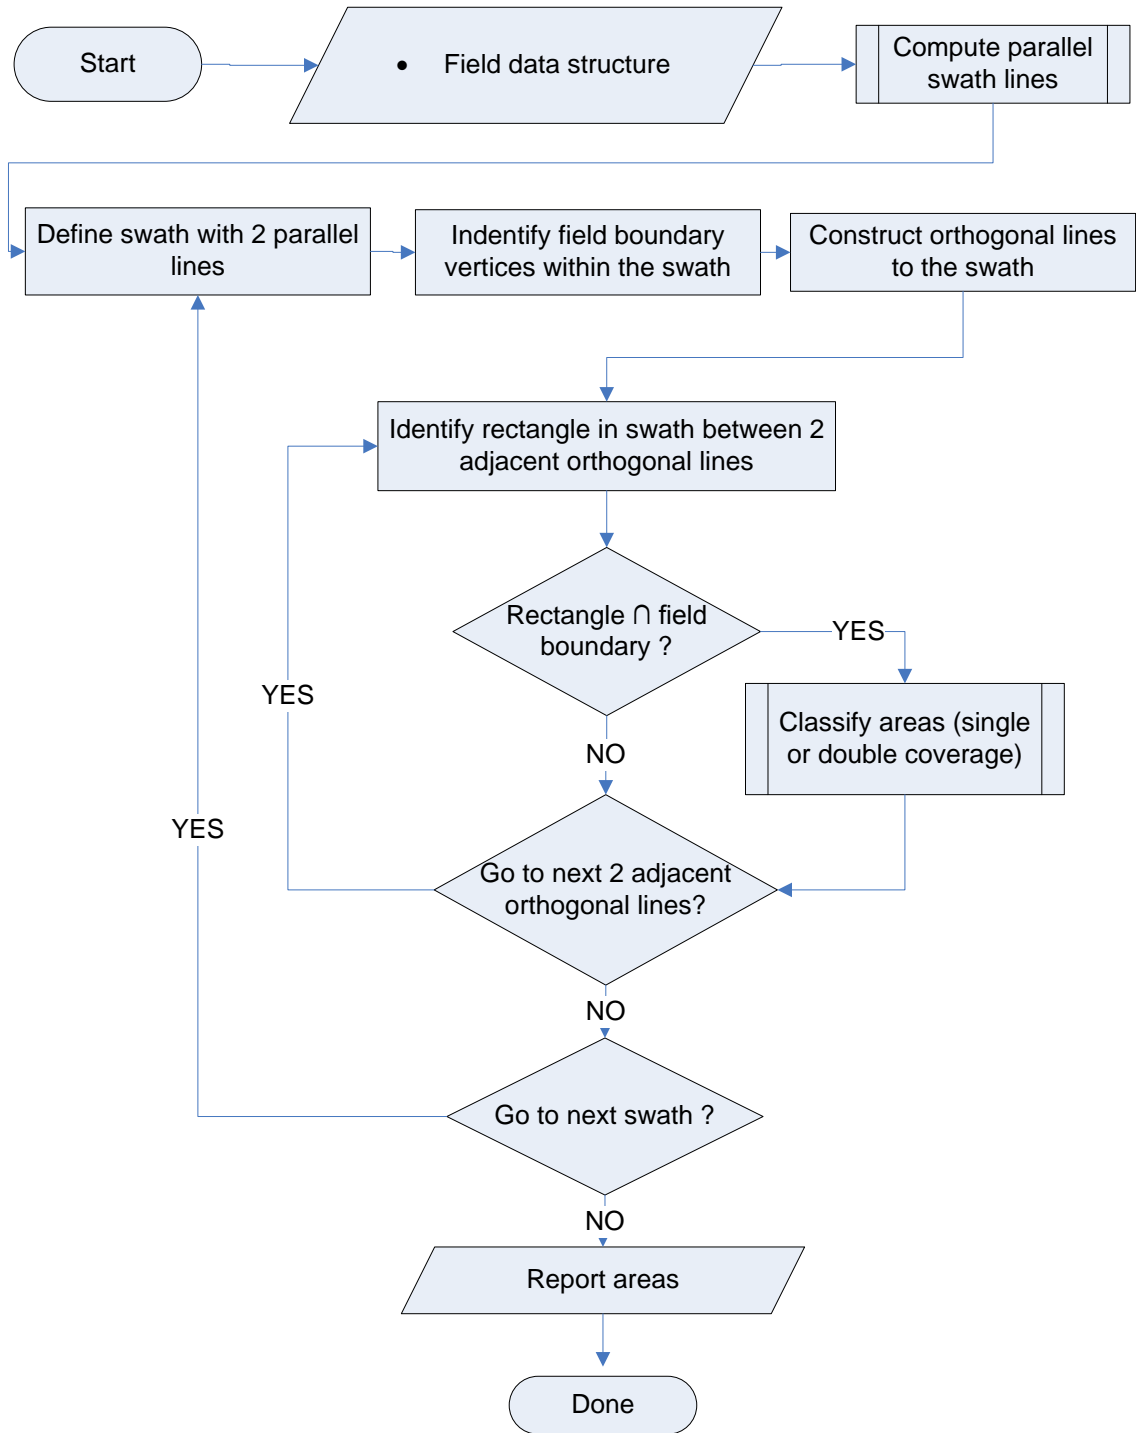 Start
• Field data structure
Compute parallel
swath lines
Define swath with 2 parallel
lines
Indentify field boundary
vertices within the swath
Construct orthogonal lines
to the swath
Identify rectangle in swath between 2
adjacent orthogonal lines
Rectangle ∩ field
boundary ?
YES
YES
Classify areas (single
or double coverage)
NO
YES
Go to next 2 adjacent
orthogonal lines?
NO
Go to next swath ?
NO
Report areas
Done